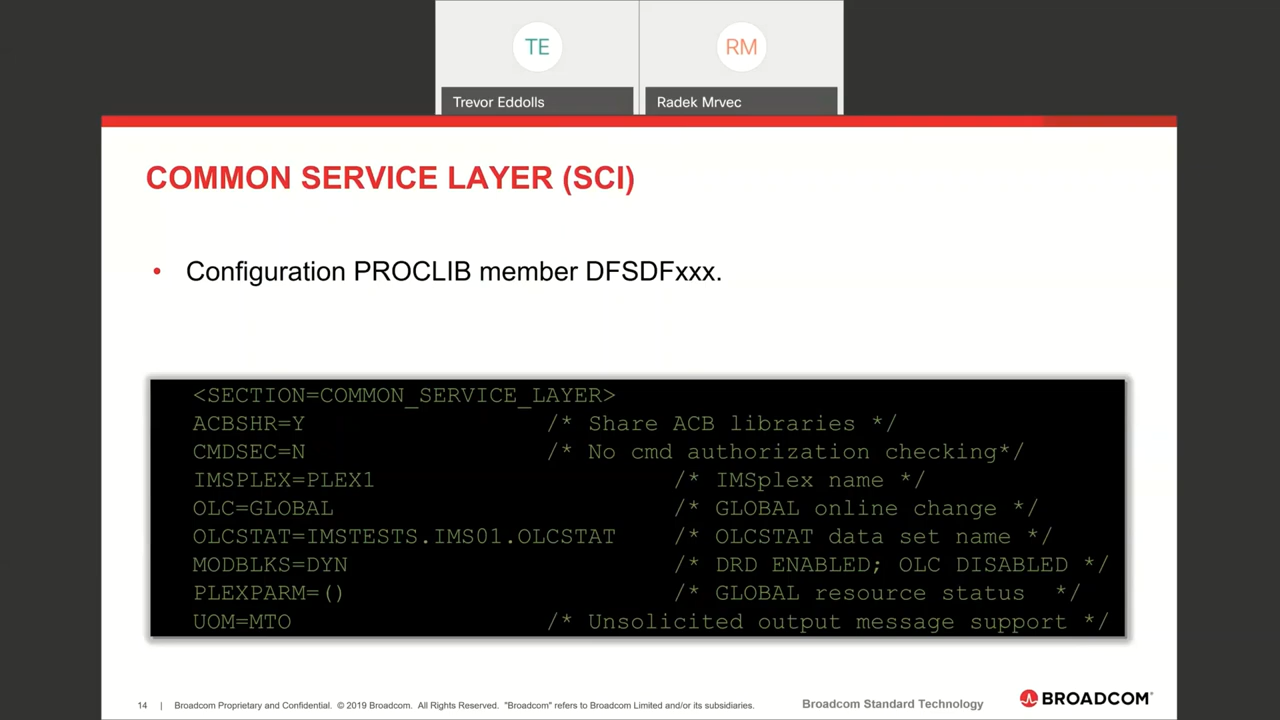 TE
RM
Trevor Eddolls
Radek Mrvec
COMMON SERVICE LAYER (SCI)
• Configuration PROCLIB member DFSDFxxx.
<SECTION=COMMON_SERVICE_LAYER>
ACBSHR=Y /* Share ACB libraries */
CMDSEC=N /* No cmd authorization checking*/
IMSPLEX=PLEX1 /* IMSplex name */
OLC=GLOBAL /* GLOBAL online change */
OLCSTAT=IMSTESTS.IMS01.OLCSTAT /* OLCSTAT data set name */
MODBLKS=DYN /* DRD ENABLED; OLC DISABLED */
PLEXPARM=() /* GLOBAL resource status */
UOM=MTO /* Unsolicited output message support */
14 | Broadcom Proprietary and Confidential. © 2019 Broadcom. All Rights Reserved. "Broadcom" refers to Broadcom Limited and/or its subsidiaries.
Broadcom Standard Technology
BROADCOM®